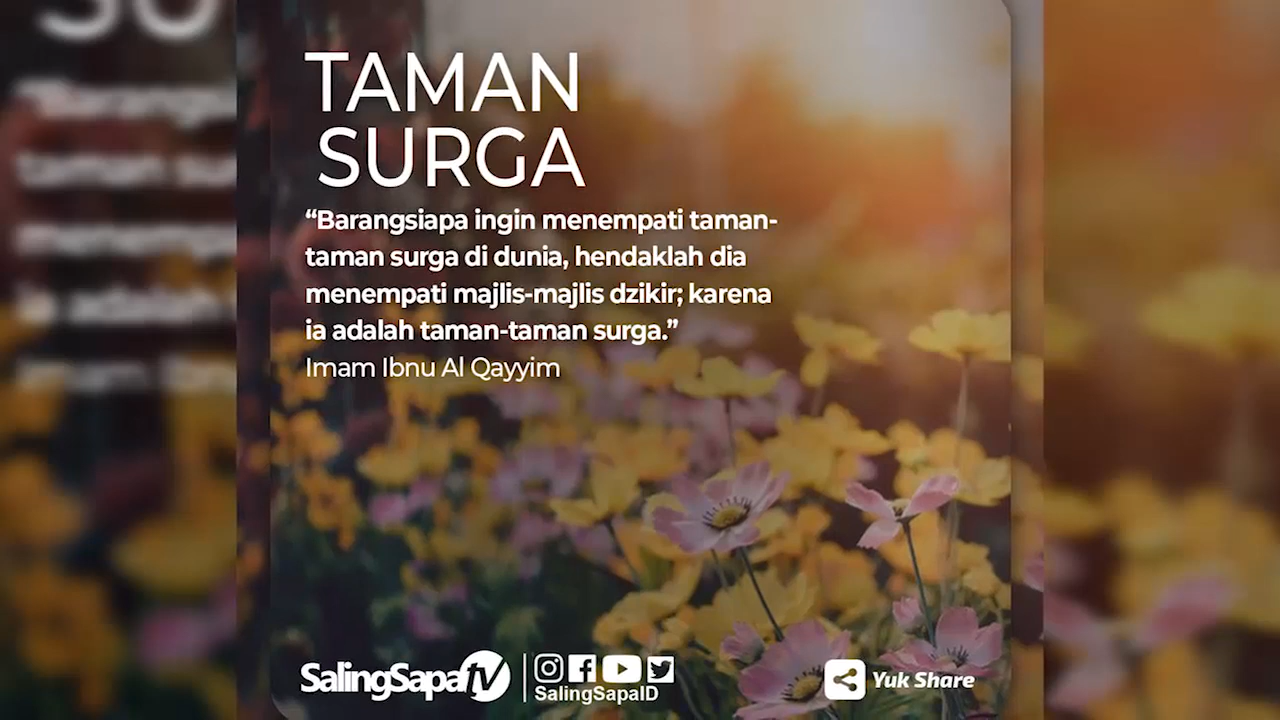 TAMAN
SURGA
“Barangsiapa ingin menempati taman-
taman surga di dunia, hendaklah dia
menempati majlis-majlis dzikir; karena
ia adalah taman-taman surga.”
Imam Ibnu Al Qayyim
SalingSapaTV
SalingSapaID
Yuk Share